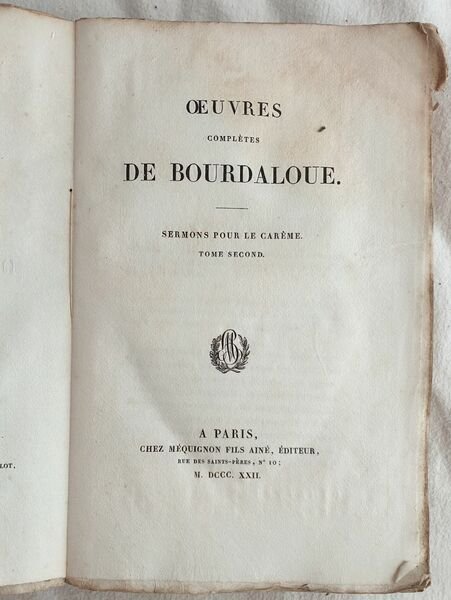 ŒUVRES
COMPLÈTES
DE BOURDALOUE.
SERMONS POUR LE CARÊME.
TOME SECOND.
A PARIS,
CHEZ MÉQUIGNON FILS AINÉ, ÉDITEUR,
RUE DES SAINTS-PÈRES, N° 10;
M. DCCC. XXII.
LOT,